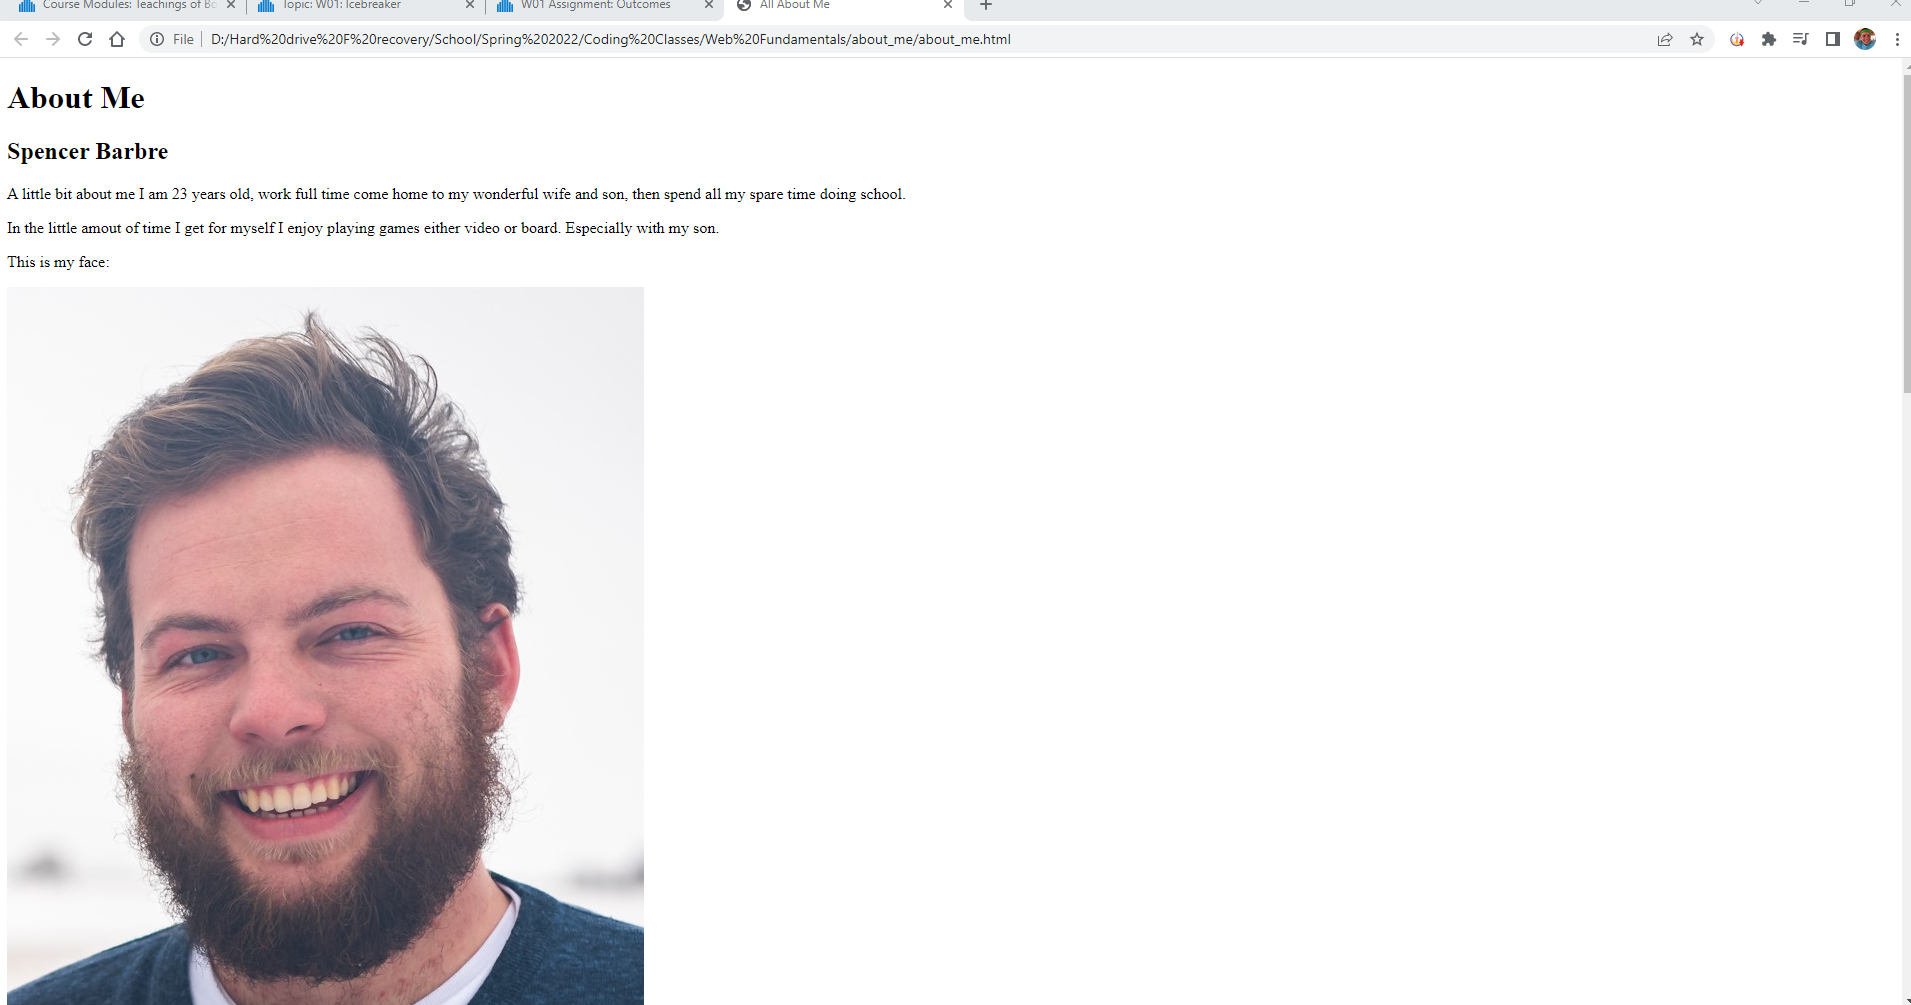 Course Modules: Teachings of Bo
Topic: W01: Icebreaker
W01 Assignment: Outcomes
All About Me
File
D:/Hard%20drive%20F%20recovery/School/Spring%202022/Coding%20Classes/Web%20Fundamentals/about_me/about_me.html
About Me
Spencer Barbre
A little bit about me I am 23 years old, work full time come home to my wonderful wife and son, then spend all my spare time doing school.
In the little amout of time I get for myself I enjoy playing games either video or board. Especially with my son.
This is my face: